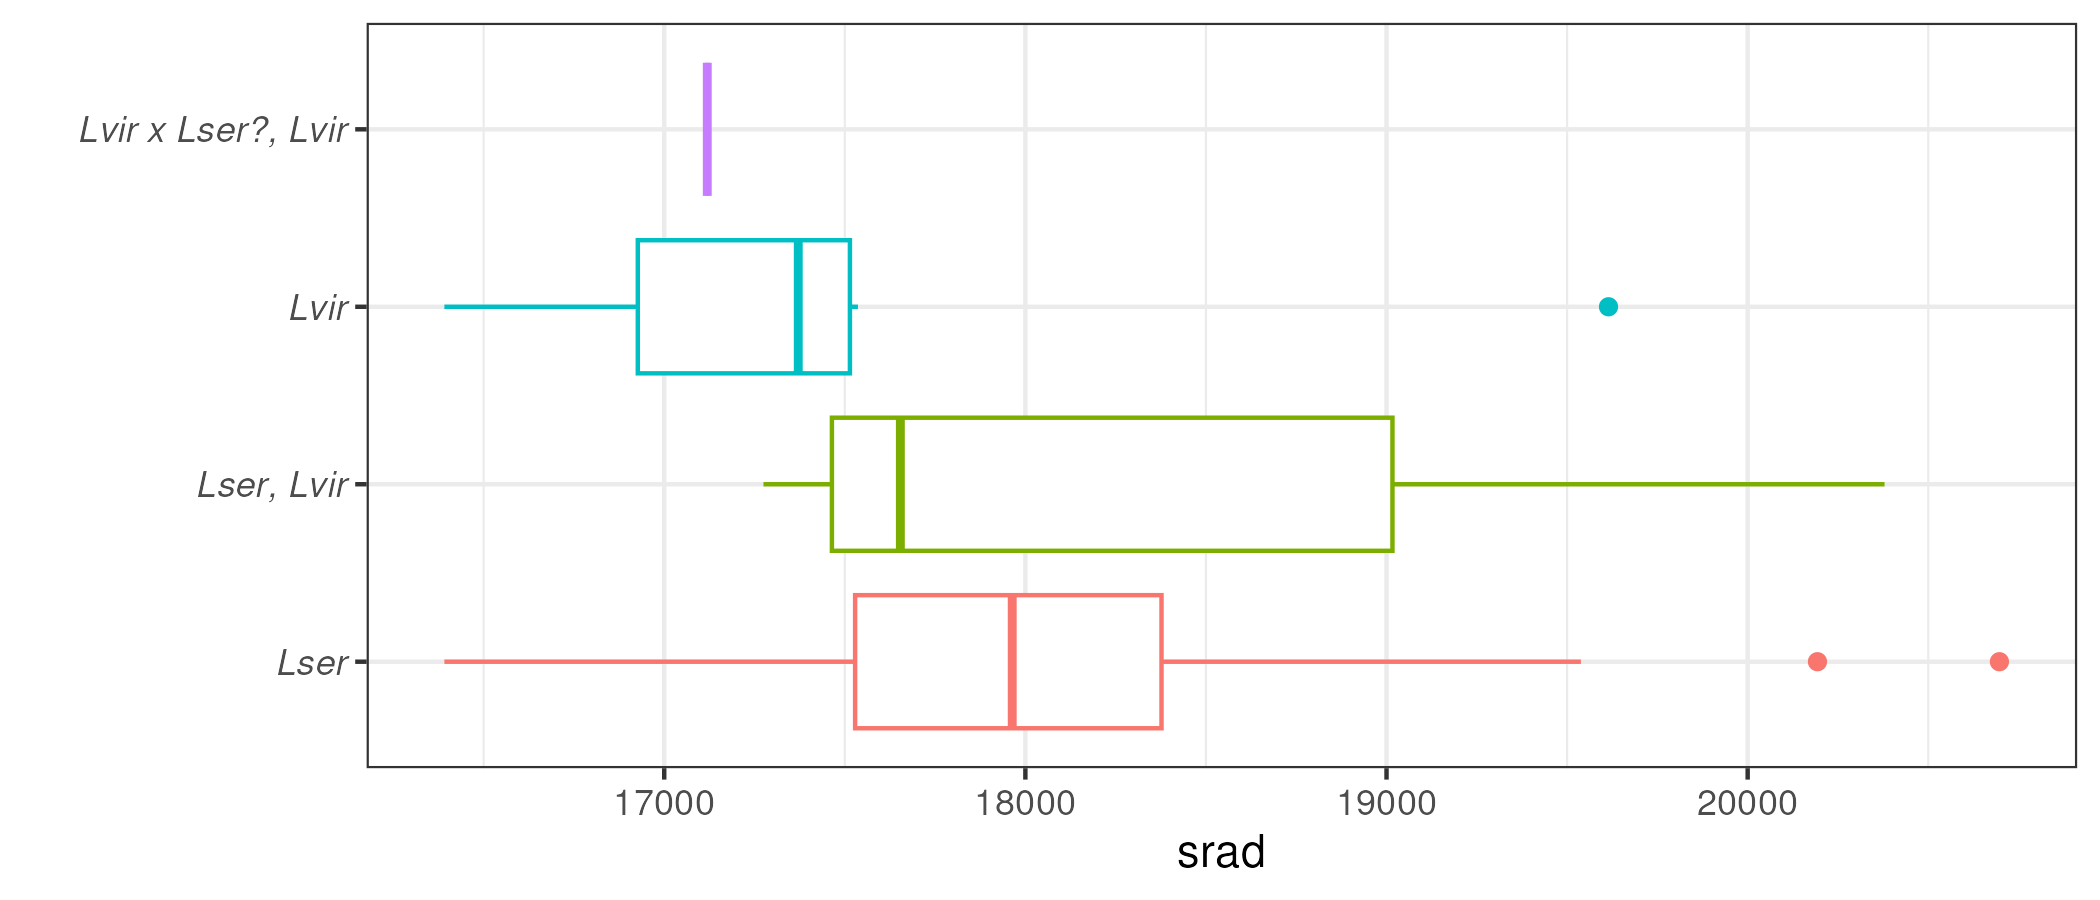 Lvir x Lser?, Lvir
Lvir
Lser, Lvir
Lser
17000 18000 19000 20000
srad